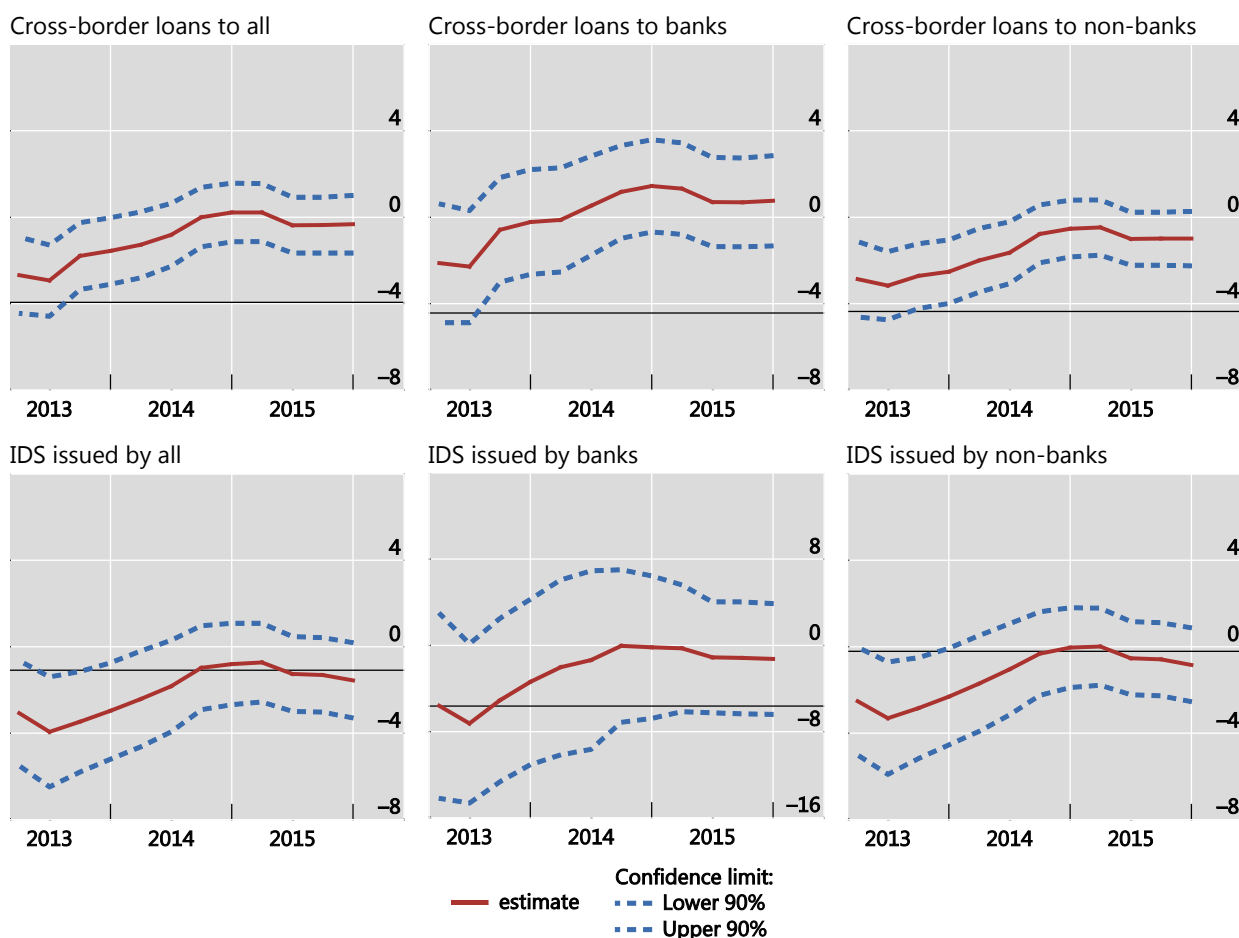 Cross-border loans to all
Cross-border loans to banks
Cross-border loans to non-banks
4
4
4
0
0
0
–4
–4
–4
–8
–8
–8
2013 2014 2015
2013 2014 2015
2013 2014 2015
IDS issued by all
IDS issued by banks
IDS issued by non-banks
4
8
4
0
0
0
–4
–8
–4
–8
–16
–8
2013 2014 2015
2013 2014 2015
2013 2014 2015
estimate
Confidence limit:
Lower 90%
Upper 90%